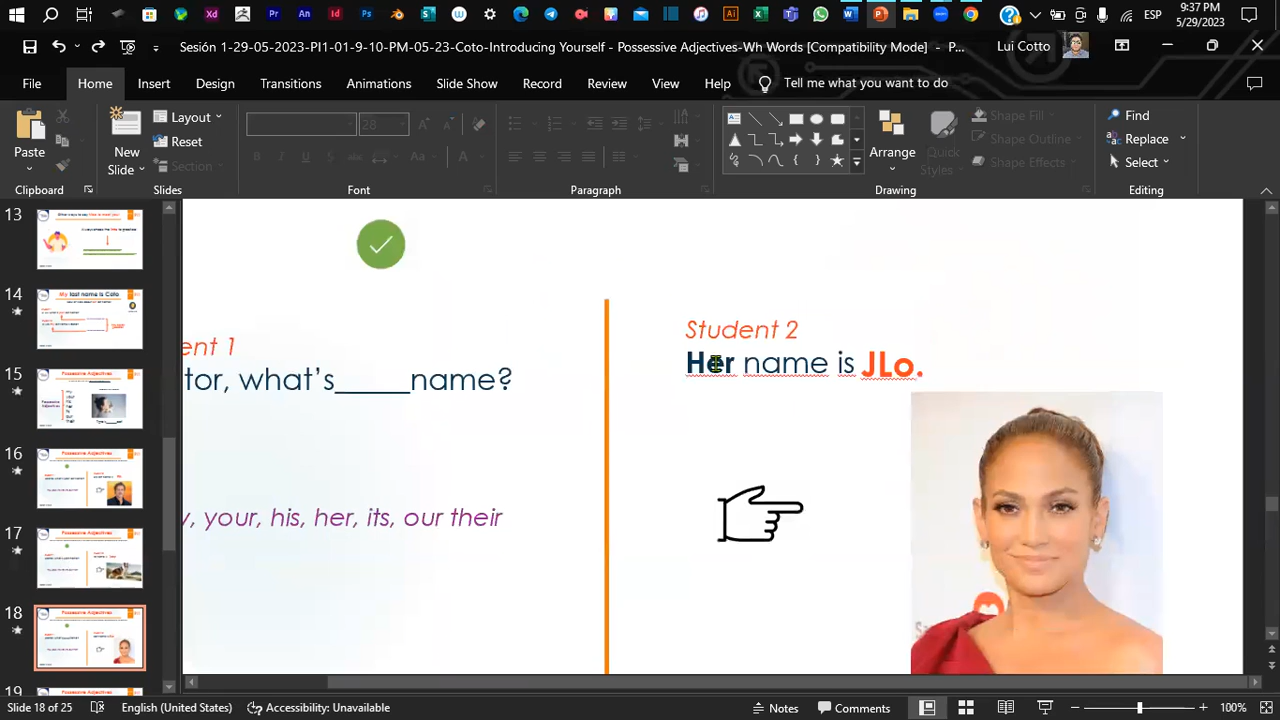 9:37 PM
ESP
5/29/2023
Sesión 1-29-05-2023-PI1-01-9-10-PM-05-23-Coto-Introducing Yourself - Possessive Adjectives-Wh Words [Compatibility Mode] - P...
Lui Cotto
File Home Insert Design Transitions Animations Slide Show Record Review View Help Tell me what you want to do
Paste
New Slide
Layout
Reset
Section
28
Arrange
Quick Styles
Shape Fill
Shape Outline
Shape Effects
Find
Replace
Select
Clipboard Slides Font Paragraph Drawing Editing
13
14
My last name is Coto
15
16
Possessive Adjectives
17
Possessive Adjectives
18
Possessive Adjectives
19
Possessive Adjectives
ent 1
tor, what's _____name?
, your, his, her, its, our their
Student 2
Her name is JLo.
Slide 18 of 25
English (United States)
Accessibility: Unavailable
Notes
Comments
100%